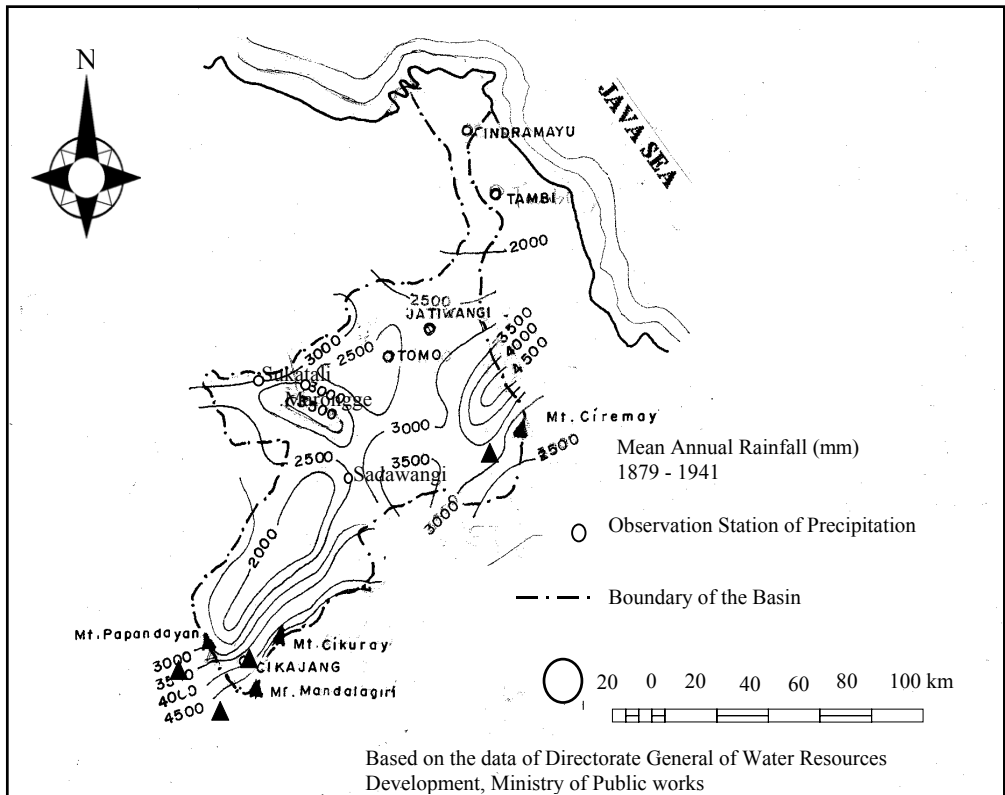 N
JAVA SEA
INDRAMAYU
TAMBI
2000
2500
JATIWANGI
3000
2500
TOMO
3500
4000
4500
Sukatali
3000
Marongge
3500
Mt. Ciremay
3000
2500
2500
3500
Sadawangi
3000
Mean Annual Rainfall (mm)
1879 - 1941
Observation Station of Precipitation
2000
Boundary of the Basin
Mt. Papandayan
Mt. Cikuray
3000
CIKAJANG
3500
Mt. Mandalagiri
4000
4500
20 0 20 40 60 80 100 km
Based on the data of Directorate General of Water Resources
Development, Ministry of Public works